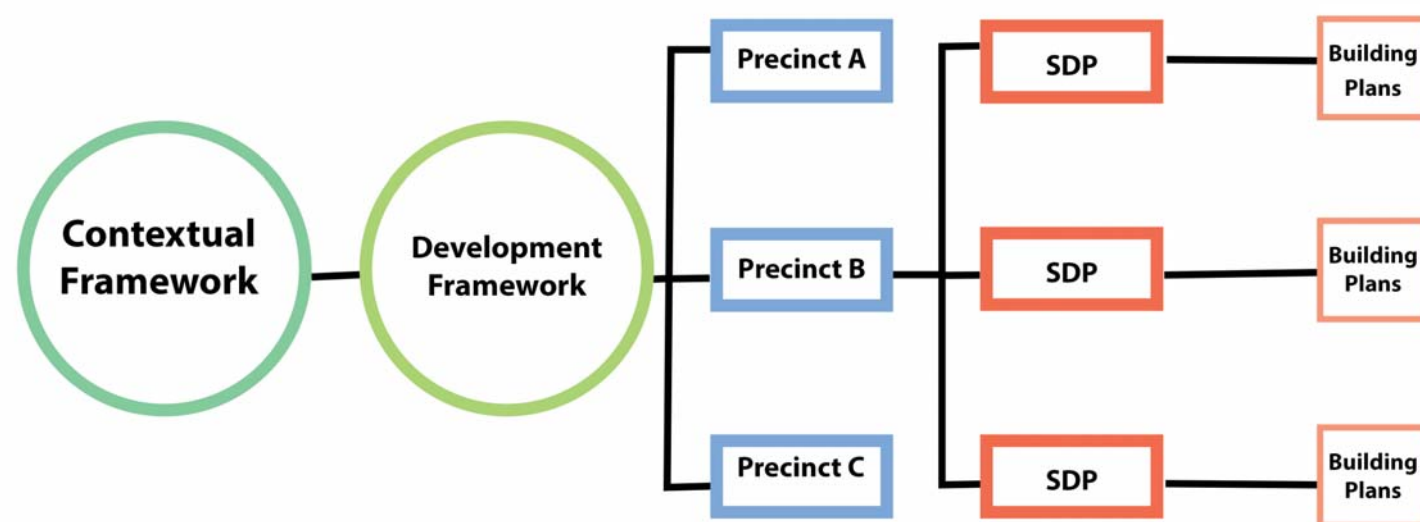 Contextual
Framework
Development
Framework
Precinct A
Precinct B
Precinct C
SDP
SDP
SDP
Building
Plans
Building
Plans
Building
Plans